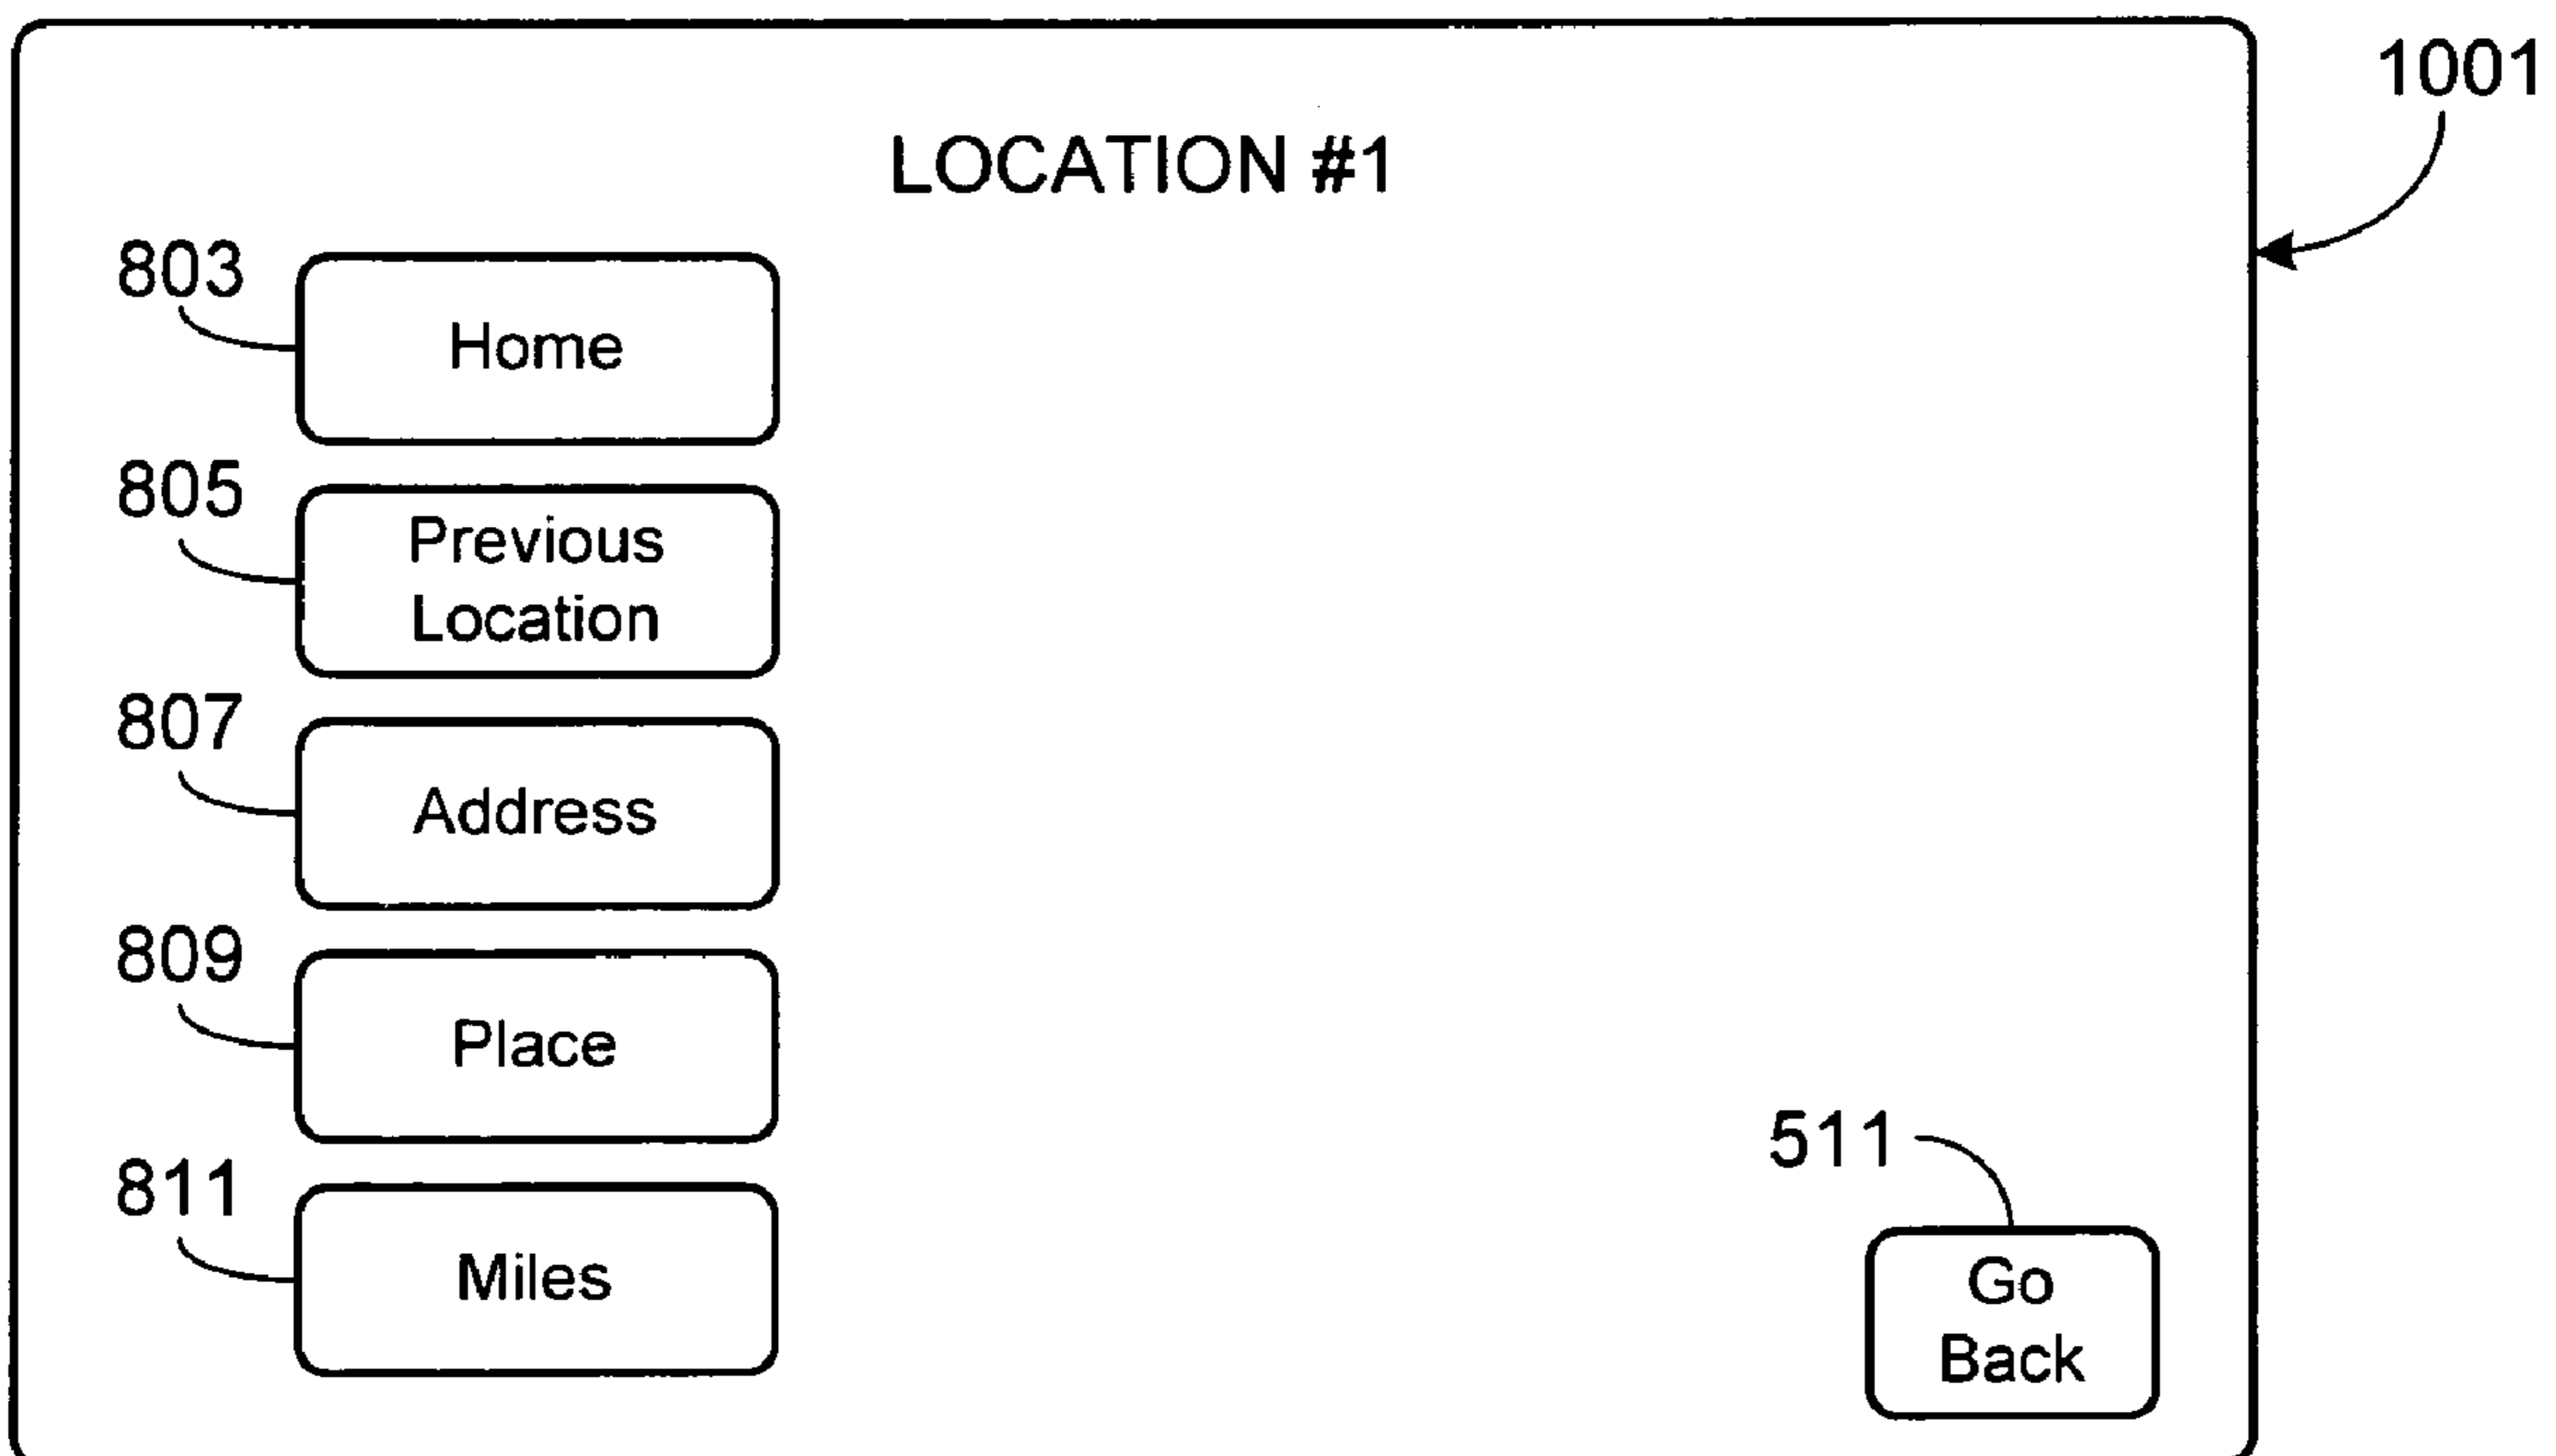 1001
LOCATION #1
803
Home
805
Previous
Location
807
Address
809
Place
811
Miles
511
Go
Back